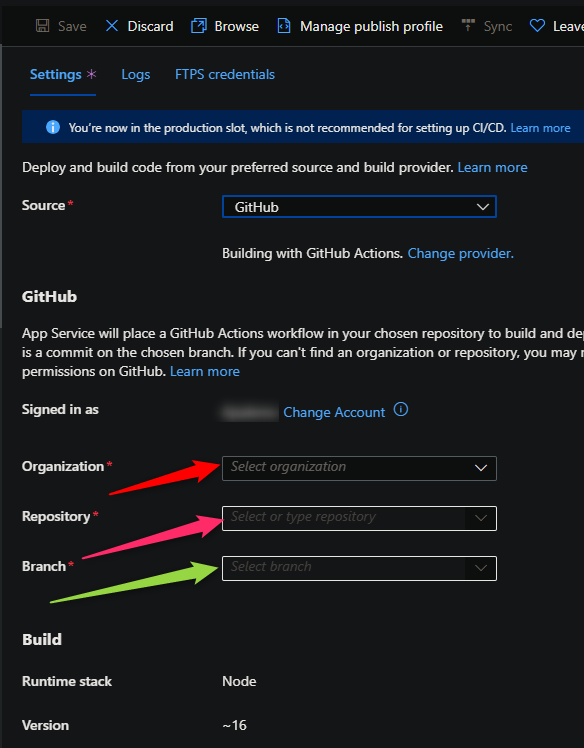 Save Discard Browse Manage publish profile Sync Leave
Settings * Logs FTPS credentials
You're now in the production slot, which is not recommended for setting up CI/CD. Learn more
Deploy and build code from your preferred source and build provider. Learn more
Source* GitHub
Building with GitHub Actions. Change provider.
GitHub
App Service will place a GitHub Actions workflow in your chosen repository to build and
is a commit on the chosen branch. If you can't find an organization or repository, you may
permissions on GitHub. Learn more
Signed in as Change Account
Organization* Select organization
Repository* Select or type repository
Branch* Select branch
Build
Runtime stack Node
Version ~16